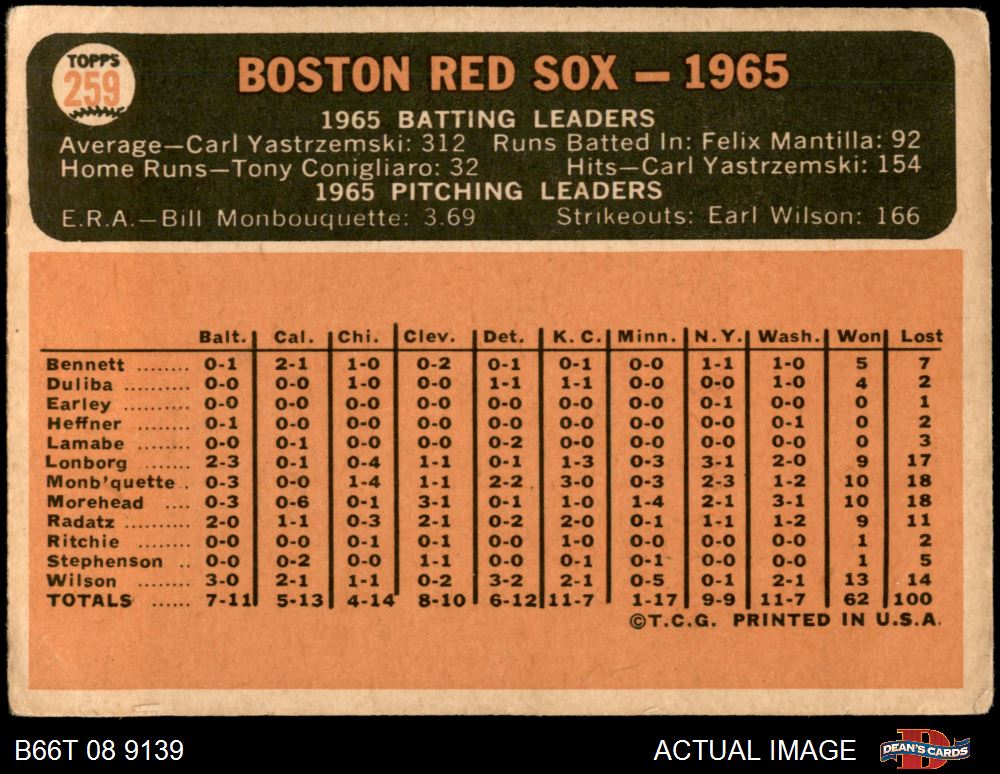 TOPPS
259
BOSTON RED SOX — 1965
1965 BATTING LEADERS
Average—Carl Yastrzemski: 312 Runs Batted In: Felix Mantilla: 92
Home Runs—Tony Conigliaro: 32 Hits—Carl Yastrzemski: 154
1965 PITCHING LEADERS
E.R.A.—Bill Monbouquette: 3.69 Strikeouts: Earl Wilson: 166
Balt. Cal. Chi. Clev. Det. K. C. Minn. N. Y. Wash. Won Lost
Bennett ........ 0-1 2-1 1-0 0-2 0-1 0-1 0-0 1-1 1-0 5 7
Duliba ........ 0-0 0-0 1-0 0-0 1-1 1-1 0-0 0-0 1-0 4 2
Earley ........ 0-0 0-0 0-0 0-0 0-0 0-0 0-0 0-1 0-0 0 1
Heffner ........ 0-1 0-0 0-0 0-0 0-0 0-0 0-0 0-0 0-1 0 2
Lamabe ........ 0-0 0-1 0-0 0-0 0-2 0-0 0-0 0-0 0-0 0 3
Lonborg ....... 2-3 0-1 0-4 1-1 0-1 1-3 0-3 3-1 2-0 9 17
Monb'quette .. 0-3 0-0 1-4 1-1 2-2 3-0 0-3 2-3 1-2 10 18
Morehead .... 0-3 0-6 0-1 3-1 0-1 1-0 1-4 2-1 3-1 10 18
Radatz ........ 2-0 1-1 0-3 2-1 0-2 2-0 0-1 1-1 1-2 9 11
Ritchie ........ 0-0 0-0 0-1 0-1 0-0 1-0 0-0 0-0 0-0 1 2
Stephenson .. 0-0 0-2 0-0 1-1 0-0 0-1 0-1 0-0 0-0 1 5
Wilson ........ 3-0 2-1 1-1 0-2 3-2 2-1 0-5 0-1 2-1 13 14
TOTALS ...... 7-11 5-13 4-14 8-10 6-12 11-7 1-17 9-9 11-7 62 100
©T.C.G. PRINTED IN U.S.A.
B66T 08 9139 ACTUAL IMAGE DEAN'S CARDS